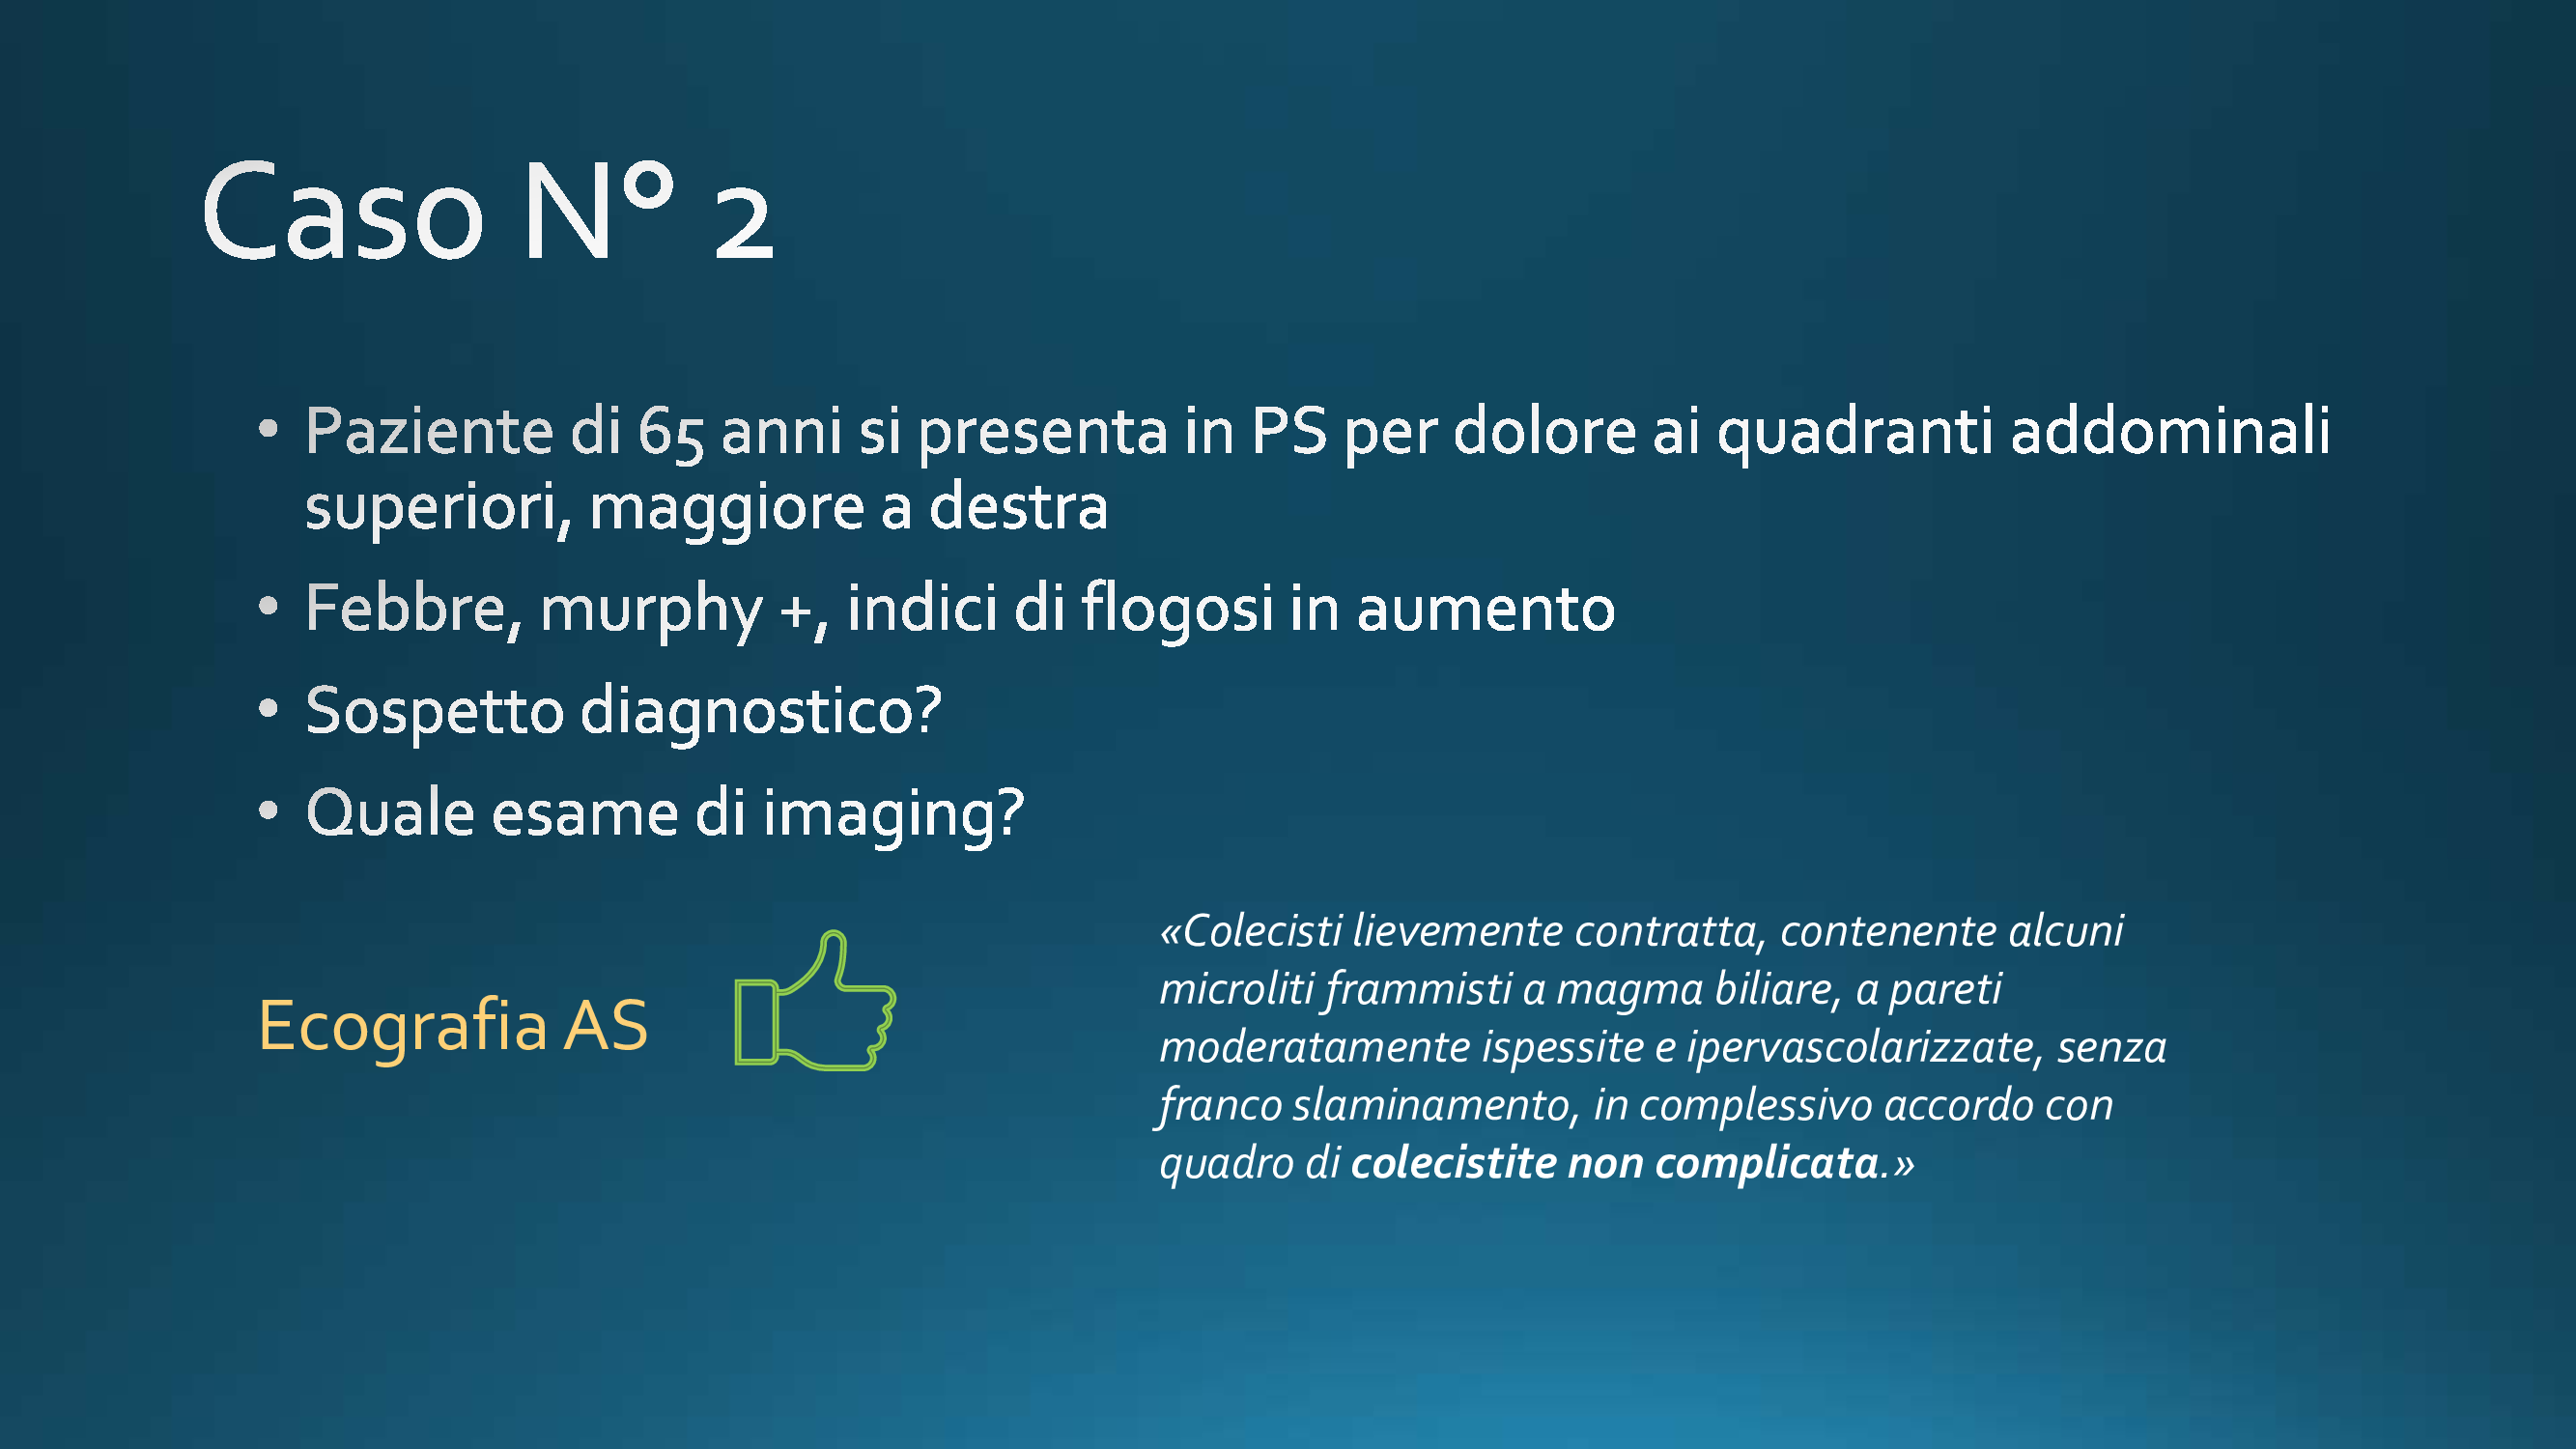 Caso N° 2
• Paziente di 65 anni si presenta in PS per dolore ai quadranti addominali
superiori, maggiore a destra
• Febbre, murphy +, indici di flogosi in aumento
• Sospetto diagnostico?
• Quale esame di imaging?
Ecografia AS
«Colecisti lievemente contratta, contenente alcuni
microliti frammisti a magma biliare, a pareti
moderatamente ispessite e ipervascolarizzate, senza
franco slaminamento, in complessivo accordo con
quadro di colecistite non complicata.»